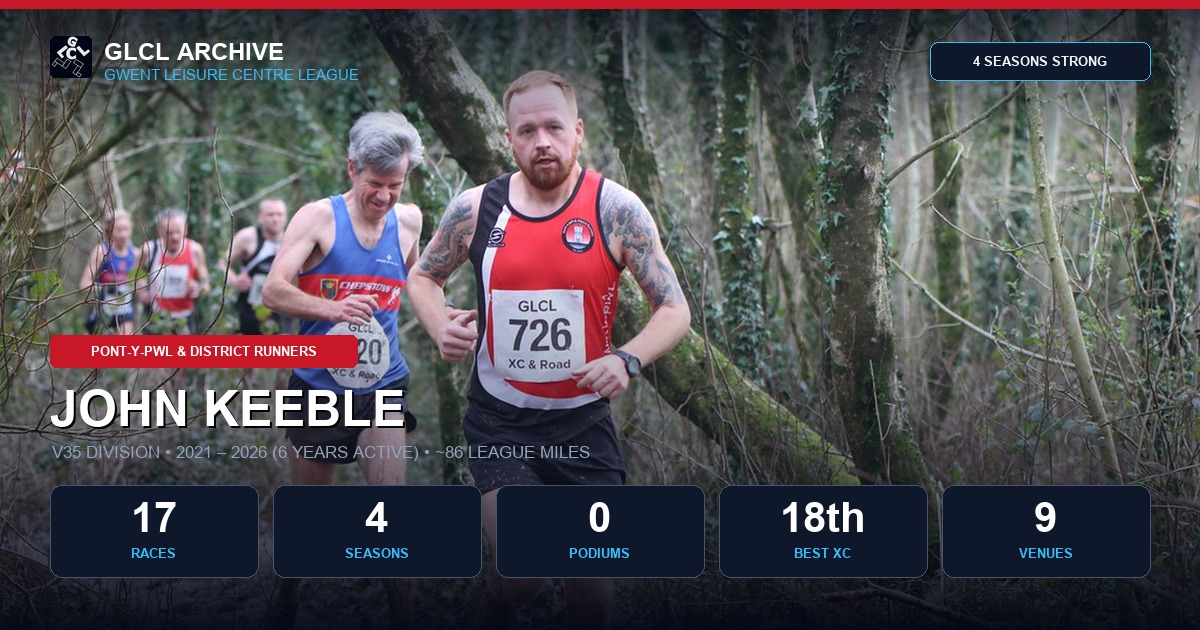 GLCL ARCHIVE
GWENT LEISURE CENTRE LEAGUE
4 SEASONS STRONG
CHEPSTOW
GLCL
20
XC & Road
GLCL
726
XC & Road
PONT-Y-PWL & DISTRICT RUNNERS
JOHN KEEBLE
V35 DIVISION • 2021 – 2026 (6 YEARS ACTIVE) • ~86 LEAGUE MILES
17
RACES
4
SEASONS
0
PODIUMS
18th
BEST XC
9
VENUES